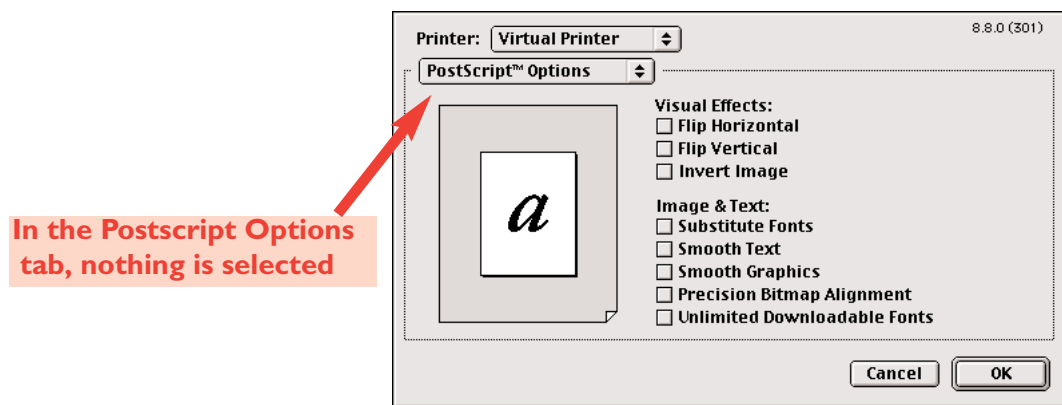 8.8.0 (301)
Printer: Virtual Printer
PostScript™ Options
Visual Effects:
Flip Horizontal
Flip Vertical
Invert Image
Image & Text:
Substitute Fonts
Smooth Text
Smooth Graphics
Precision Bitmap Alignment
Unlimited Downloadable Fonts
a
In the Postscript Options
tab, nothing is selected
Cancel OK